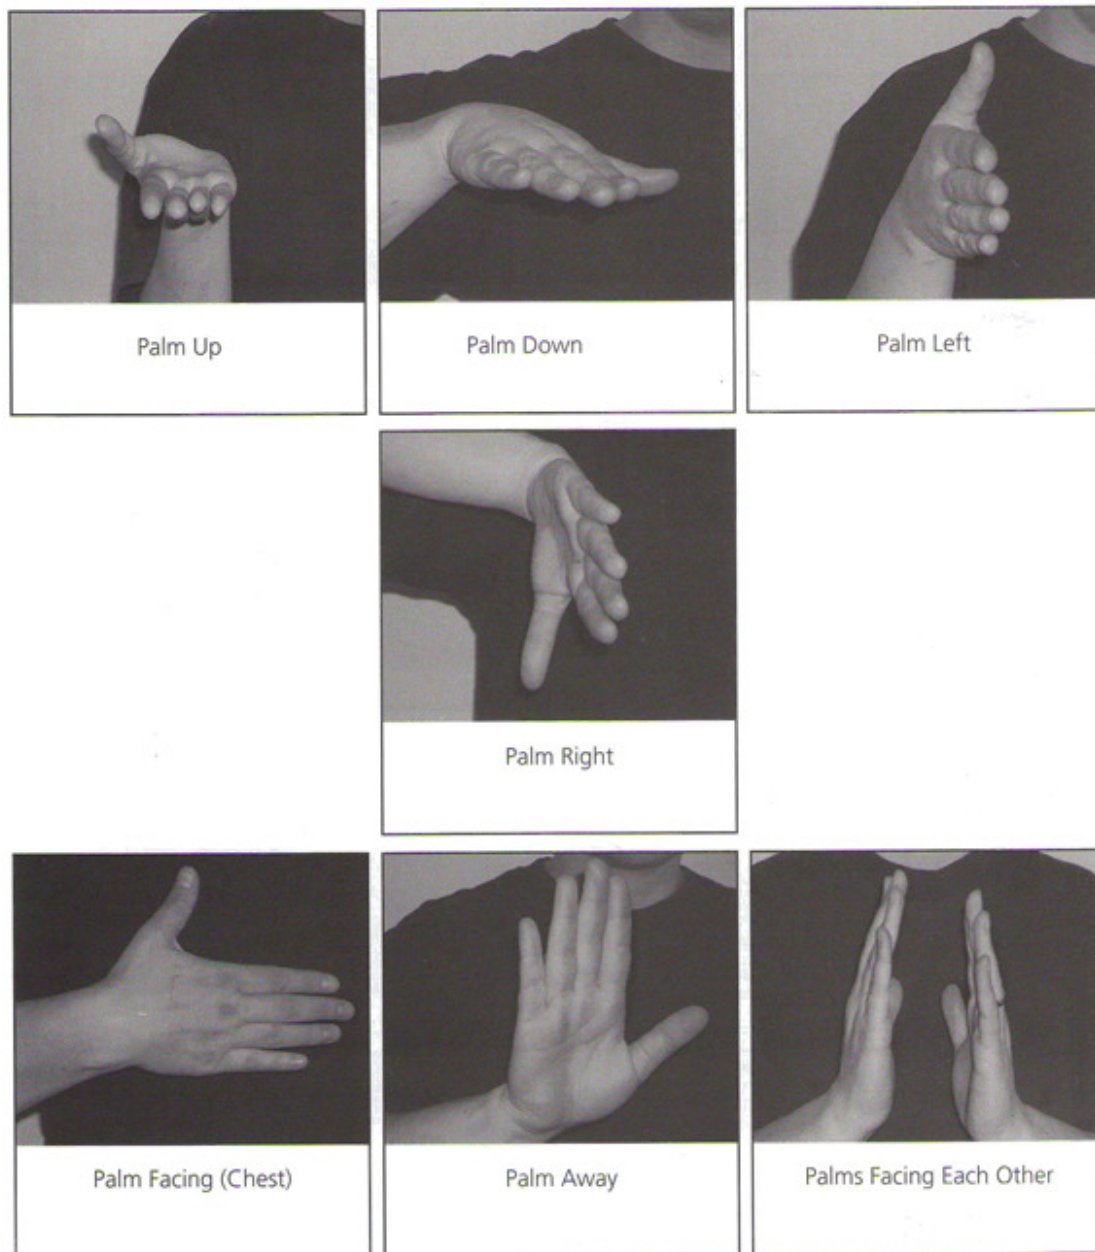 Palm Up
Palm Down
Palm Left
Palm Right
Palm Facing (Chest)
Palm Away
Palms Facing Each Other